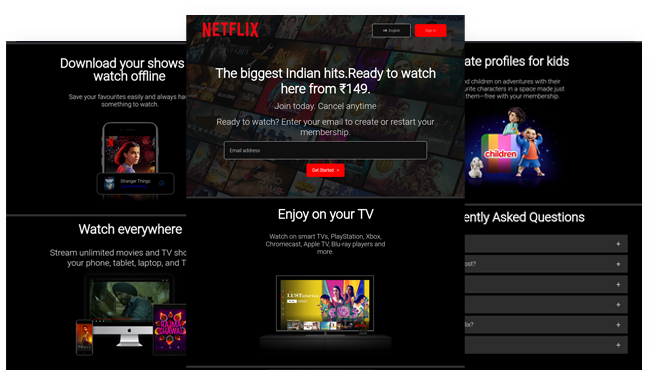 Download your shows
watch offline
Save your favourites easily and always hav
something to watch.
Stranger Things
Watch everywhere
Stream unlimited movies and TV sho
your phone, tablet, laptop, and T
NETFLIX
English
Sign In
The biggest Indian hits.Ready to watch
here from ₹149.
Join today. Cancel anytime
Ready to watch? Enter your email to create or restart your
membership.
Email address
Get Started
Enjoy on your TV
Watch on smart TVs, PlayStation, Xbox,
Chromecast, Apple TV, Blu-ray players and
more.
LUST
ate profiles for kids
nd children on adventures with their
urite characters in a space made just
them—free with your membership.
children
ently Asked Questions
+
ost?
+
+
+
lix?
+
+